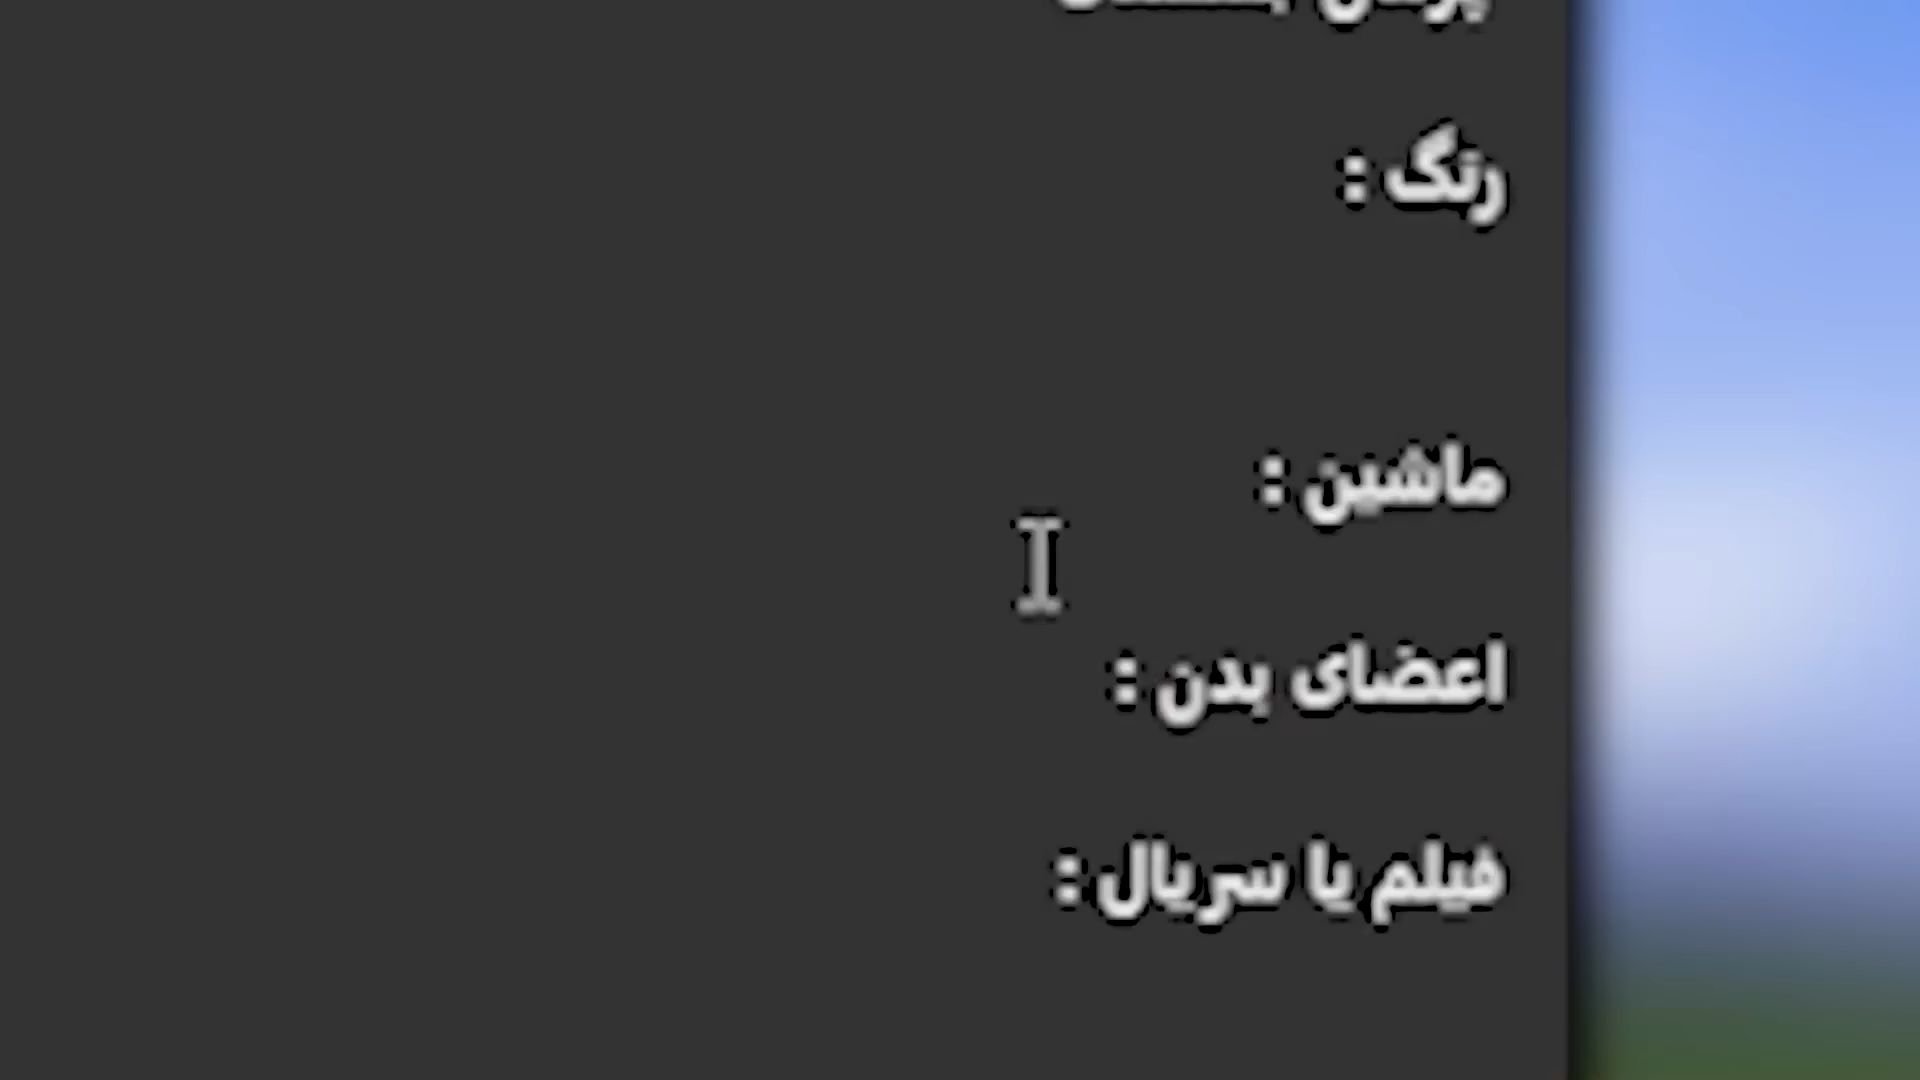 رنگ :
ماشین :
اعضای بدن :
فیلم یا سریال :